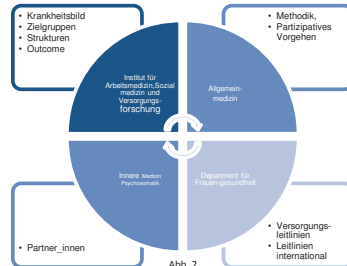 • Krankheitsbild
• Zielgruppen
• Strukturen
• Outcome
• Methodik,
• Partizipatives
Vorgehen
Institut für
Arbeitsmedizin,Sozial
medizin und
Versorgungs-
forschung
Allgemein-
medizin
Innere Medizin
Psychosomatik
Department für
Frauen-gesundheit
• Partner_innen
• Versorgungs-
leitlinien
• Leitlinien
international
Abb. 2